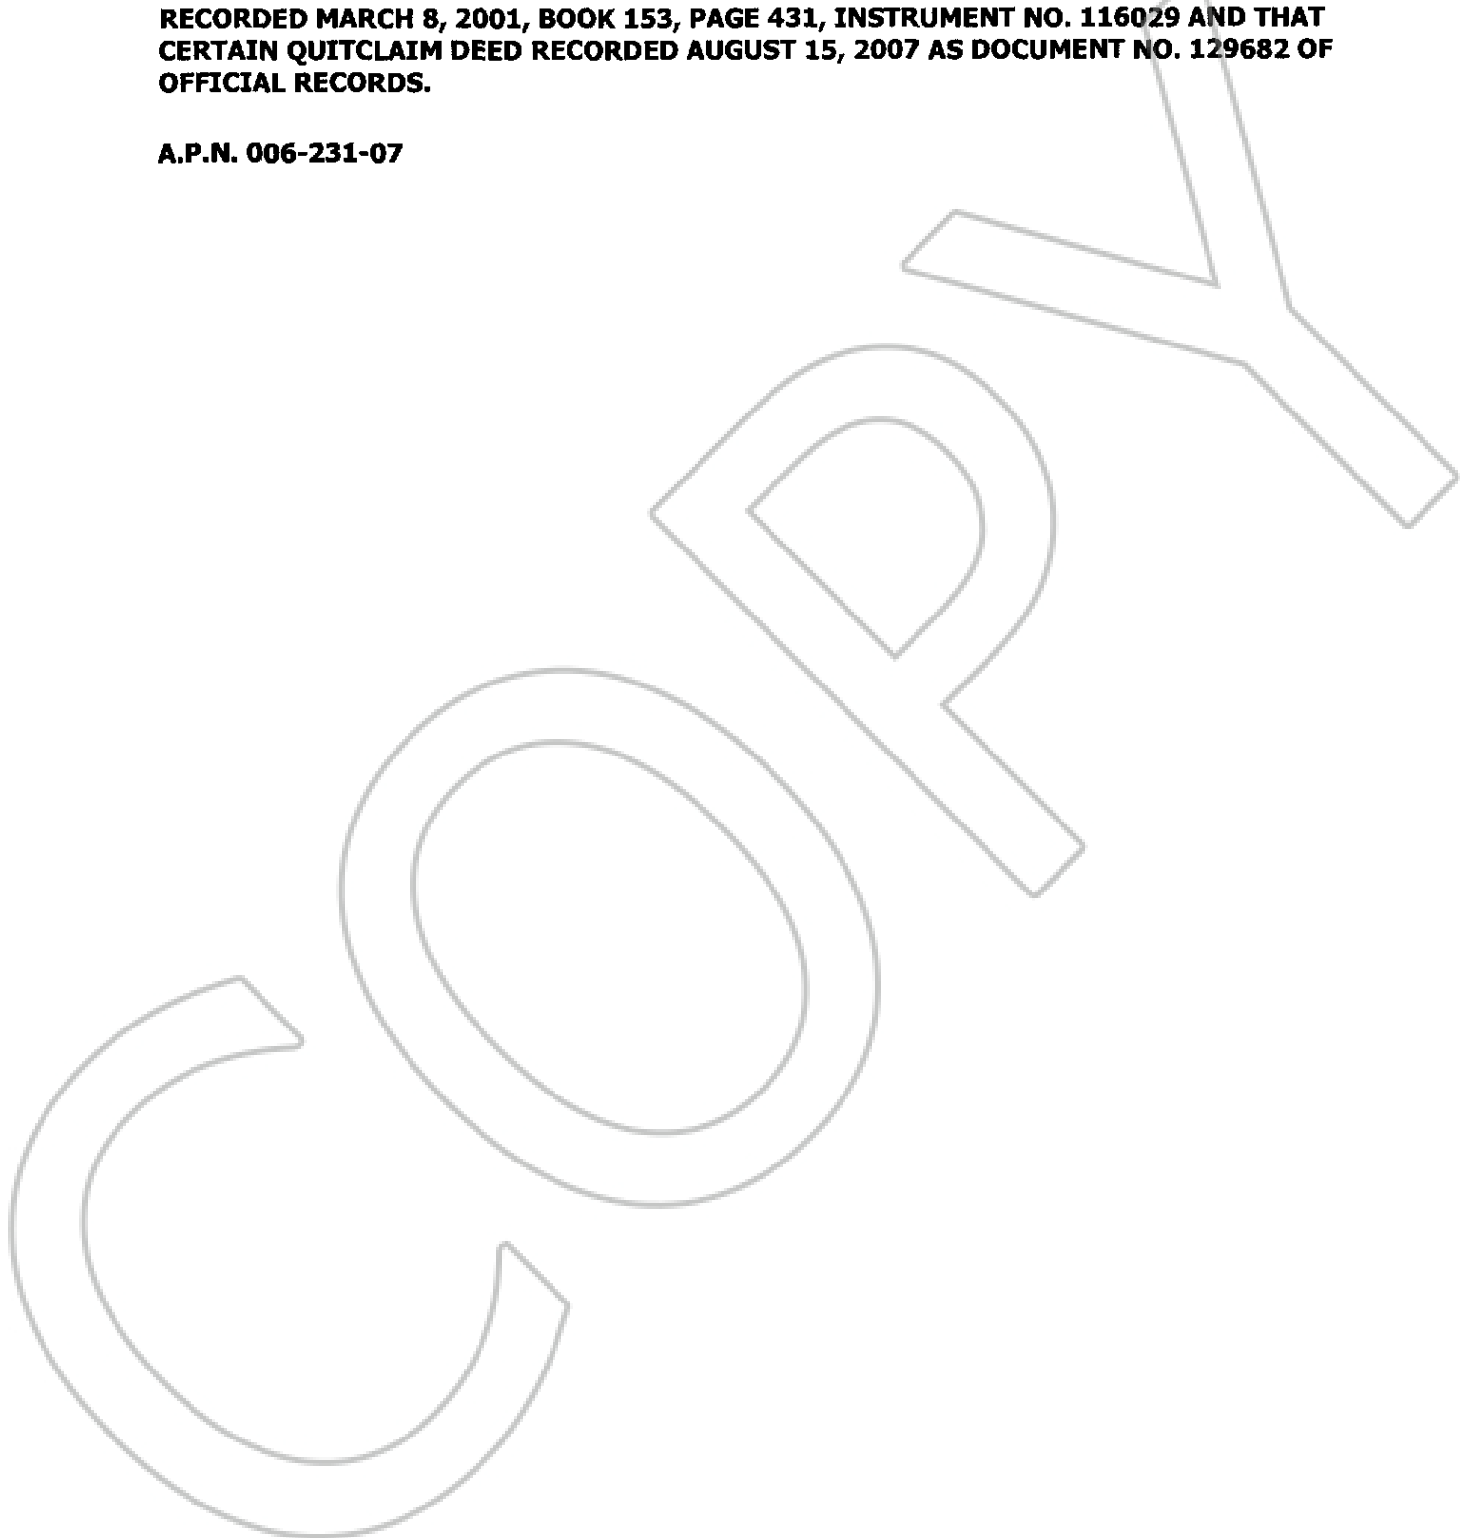 RECORDED MARCH 8, 2001, BOOK 153, PAGE 431, INSTRUMENT NO. 116029 AND THAT
CERTAIN QUITCLAIM DEED RECORDED AUGUST 15, 2007 AS DOCUMENT NO. 129682 OF
OFFICIAL RECORDS.
A.P.N. 006-231-07
COPY